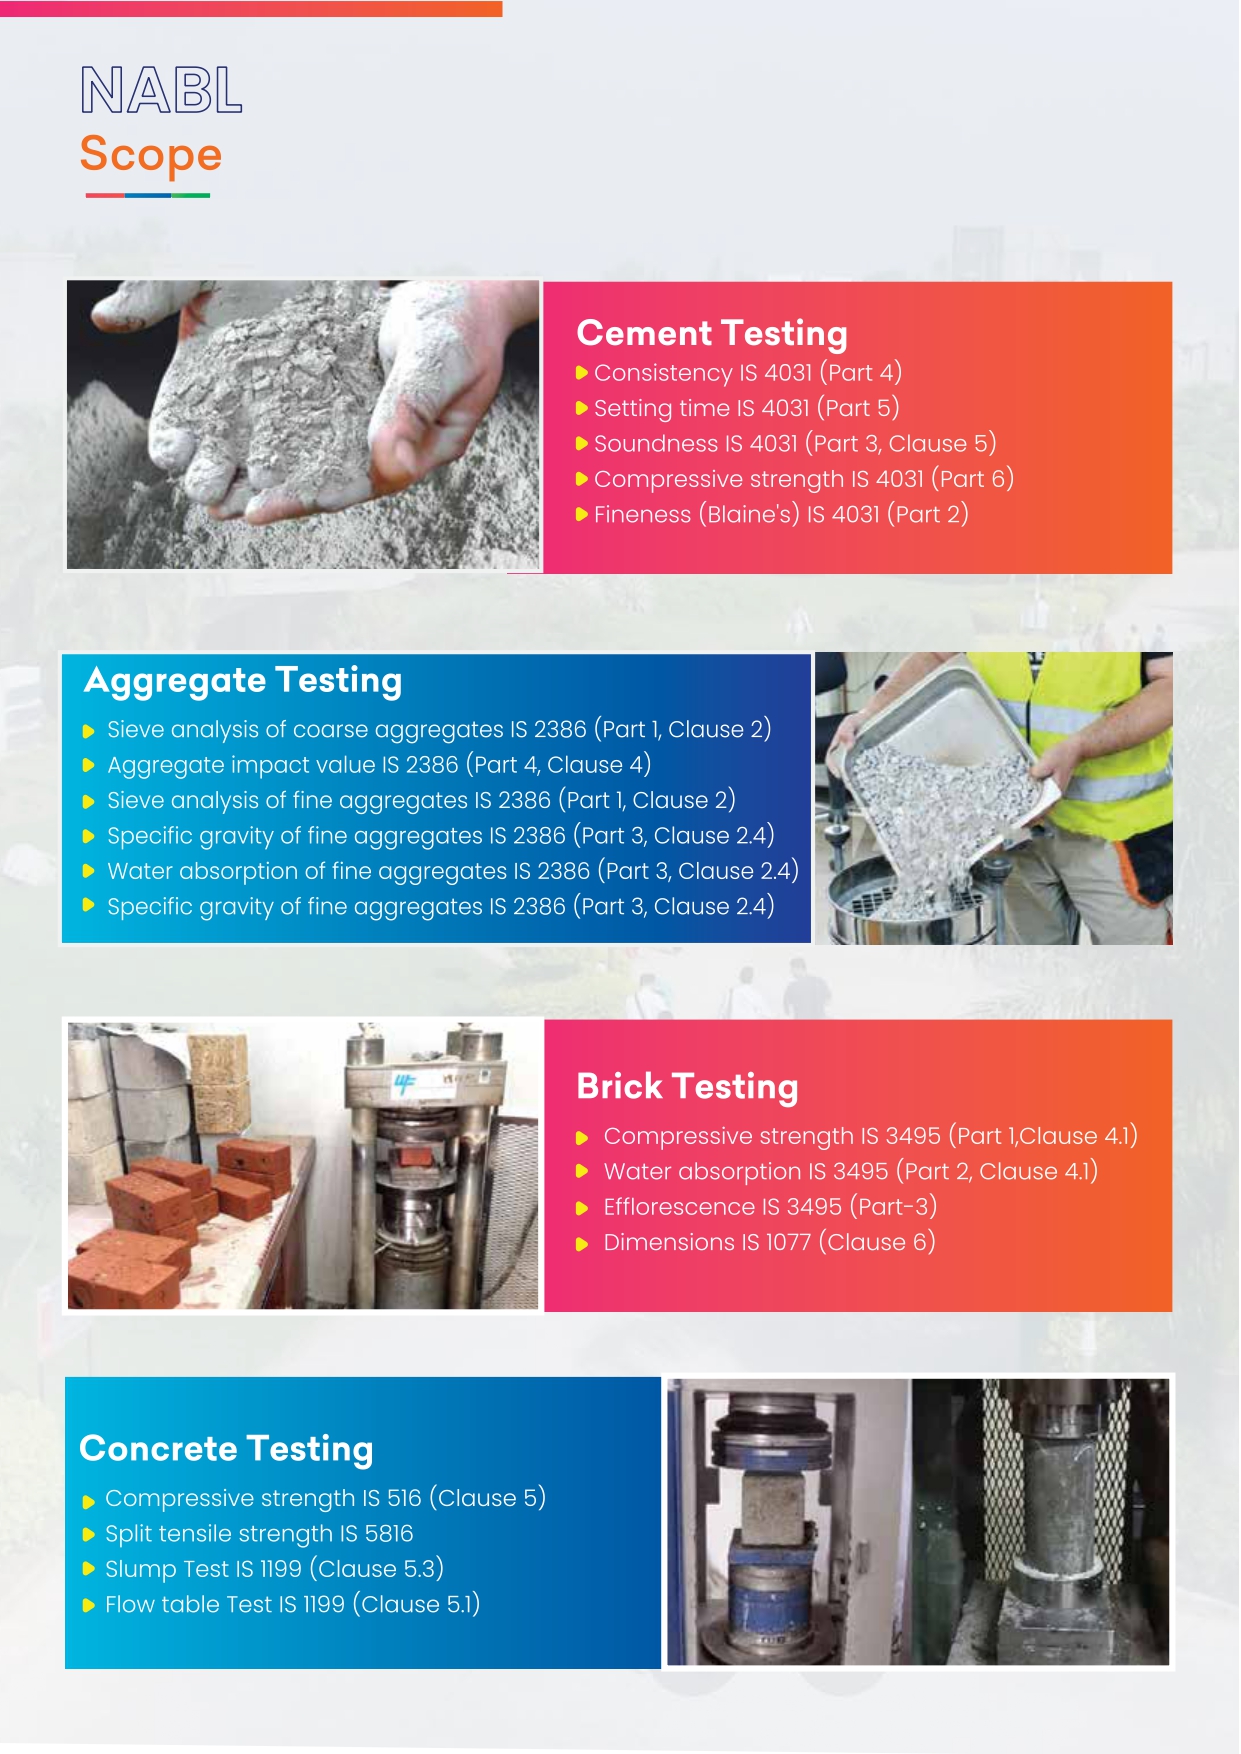 NABL
Scope
Cement Testing
Consistency IS 4031 (Part 4)
Setting time IS 4031 (Part 5)
Soundness IS 4031 (Part 3, Clause 5)
Compressive strength IS 4031 (Part 6)
Fineness (Blaine's) IS 4031 (Part 2)
Aggregate Testing
Sieve analysis of coarse aggregates IS 2386 (Part 1, Clause 2)
Aggregate impact value IS 2386 (Part 4, Clause 4)
Sieve analysis of fine aggregates IS 2386 (Part 1, Clause 2)
Specific gravity of fine aggregates IS 2386 (Part 3, Clause 2.4)
Water absorption of fine aggregates IS 2386 (Part 3, Clause 2.4)
Specific gravity of fine aggregates IS 2386 (Part 3, Clause 2.4)
Brick Testing
Compressive strength IS 3495 (Part 1,Clause 4.1)
Water absorption IS 3495 (Part 2, Clause 4.1)
Efflorescence IS 3495 (Part-3)
Dimensions IS 1077 (Clause 6)
Concrete Testing
Compressive strength IS 516 (Clause 5)
Split tensile strength IS 5816
Slump Test IS 1199 (Clause 5.3)
Flow table Test IS 1199 (Clause 5.1)